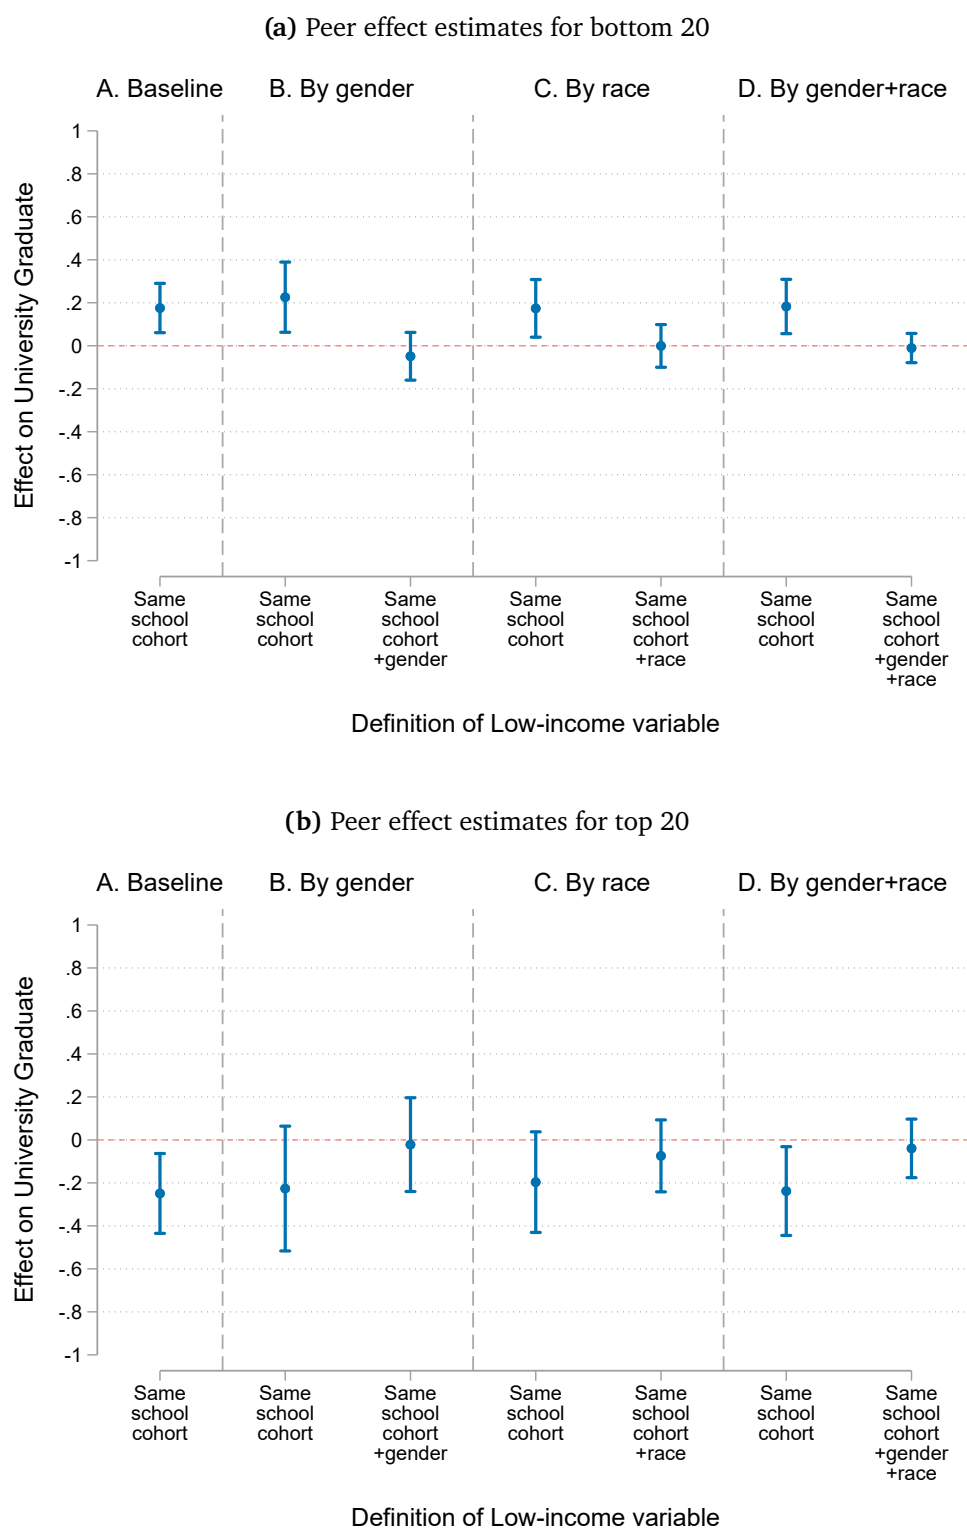 (a) Peer effect estimates for bottom 20
A. Baseline B. By gender C. By race D. By gender+race
Effect on University Graduate
1
.8
.6
.4
.2
0
-.2
-.4
-.6
-.8
-1
Same school cohort
Same school cohort
Same school cohort +gender
Same school cohort
Same school cohort +race
Same school cohort
Same school cohort +gender +race
Definition of Low-income variable
(b) Peer effect estimates for top 20
A. Baseline B. By gender C. By race D. By gender+race
Effect on University Graduate
1
.8
.6
.4
.2
0
-.2
-.4
-.6
-.8
-1
Same school cohort
Same school cohort
Same school cohort +gender
Same school cohort
Same school cohort +race
Same school cohort
Same school cohort +gender +race
Definition of Low-income variable